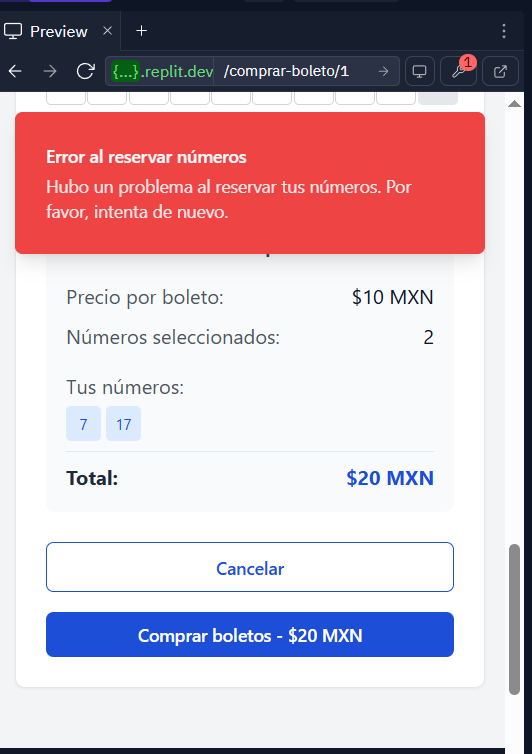 Preview
{...}.replit.dev /comprar-boleto/1
1
Error al reservar números
Hubo un problema al reservar tus números. Por
favor, intenta de nuevo.
Precio por boleto: $10 MXN
Números seleccionados: 2
Tus números:
7 17
Total: $20 MXN
Cancelar
Comprar boletos - $20 MXN